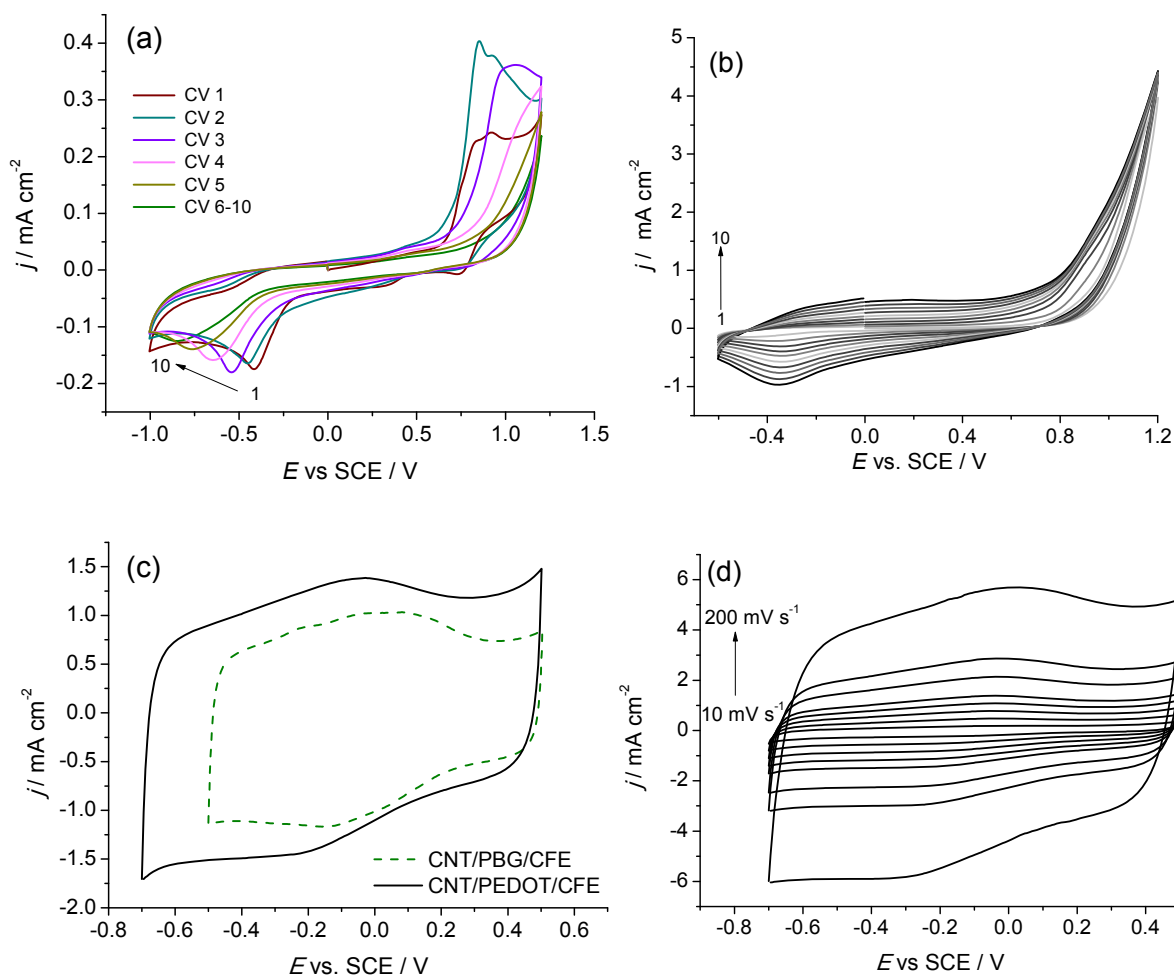 (a)
0.4
0.3
0.2
0.1
0.0
-0.1
-0.2
j / mA cm⁻²
CV 1
CV 2
CV 3
CV 4
CV 5
CV 6-10
10
1
-1.0 -0.5 0.0 0.5 1.0 1.5
E vs SCE / V
(b)
5
4
3
2
1
0
-1
j / mA cm⁻²
10
1
-0.4 0.0 0.4 0.8 1.2
E vs. SCE / V
(c)
1.5
1.0
0.5
0.0
-0.5
-1.0
-1.5
-2.0
j / mA cm⁻²
CNT/PBG/CFE
CNT/PEDOT/CFE
-0.8 -0.6 -0.4 -0.2 0.0 0.2 0.4 0.6
E vs. SCE / V
(d)
6
4
2
0
-2
-4
-6
j / mA cm⁻²
200 mV s⁻¹
10 mV s⁻¹
-0.8 -0.6 -0.4 -0.2 0.0 0.2 0.4
E vs. SCE / V